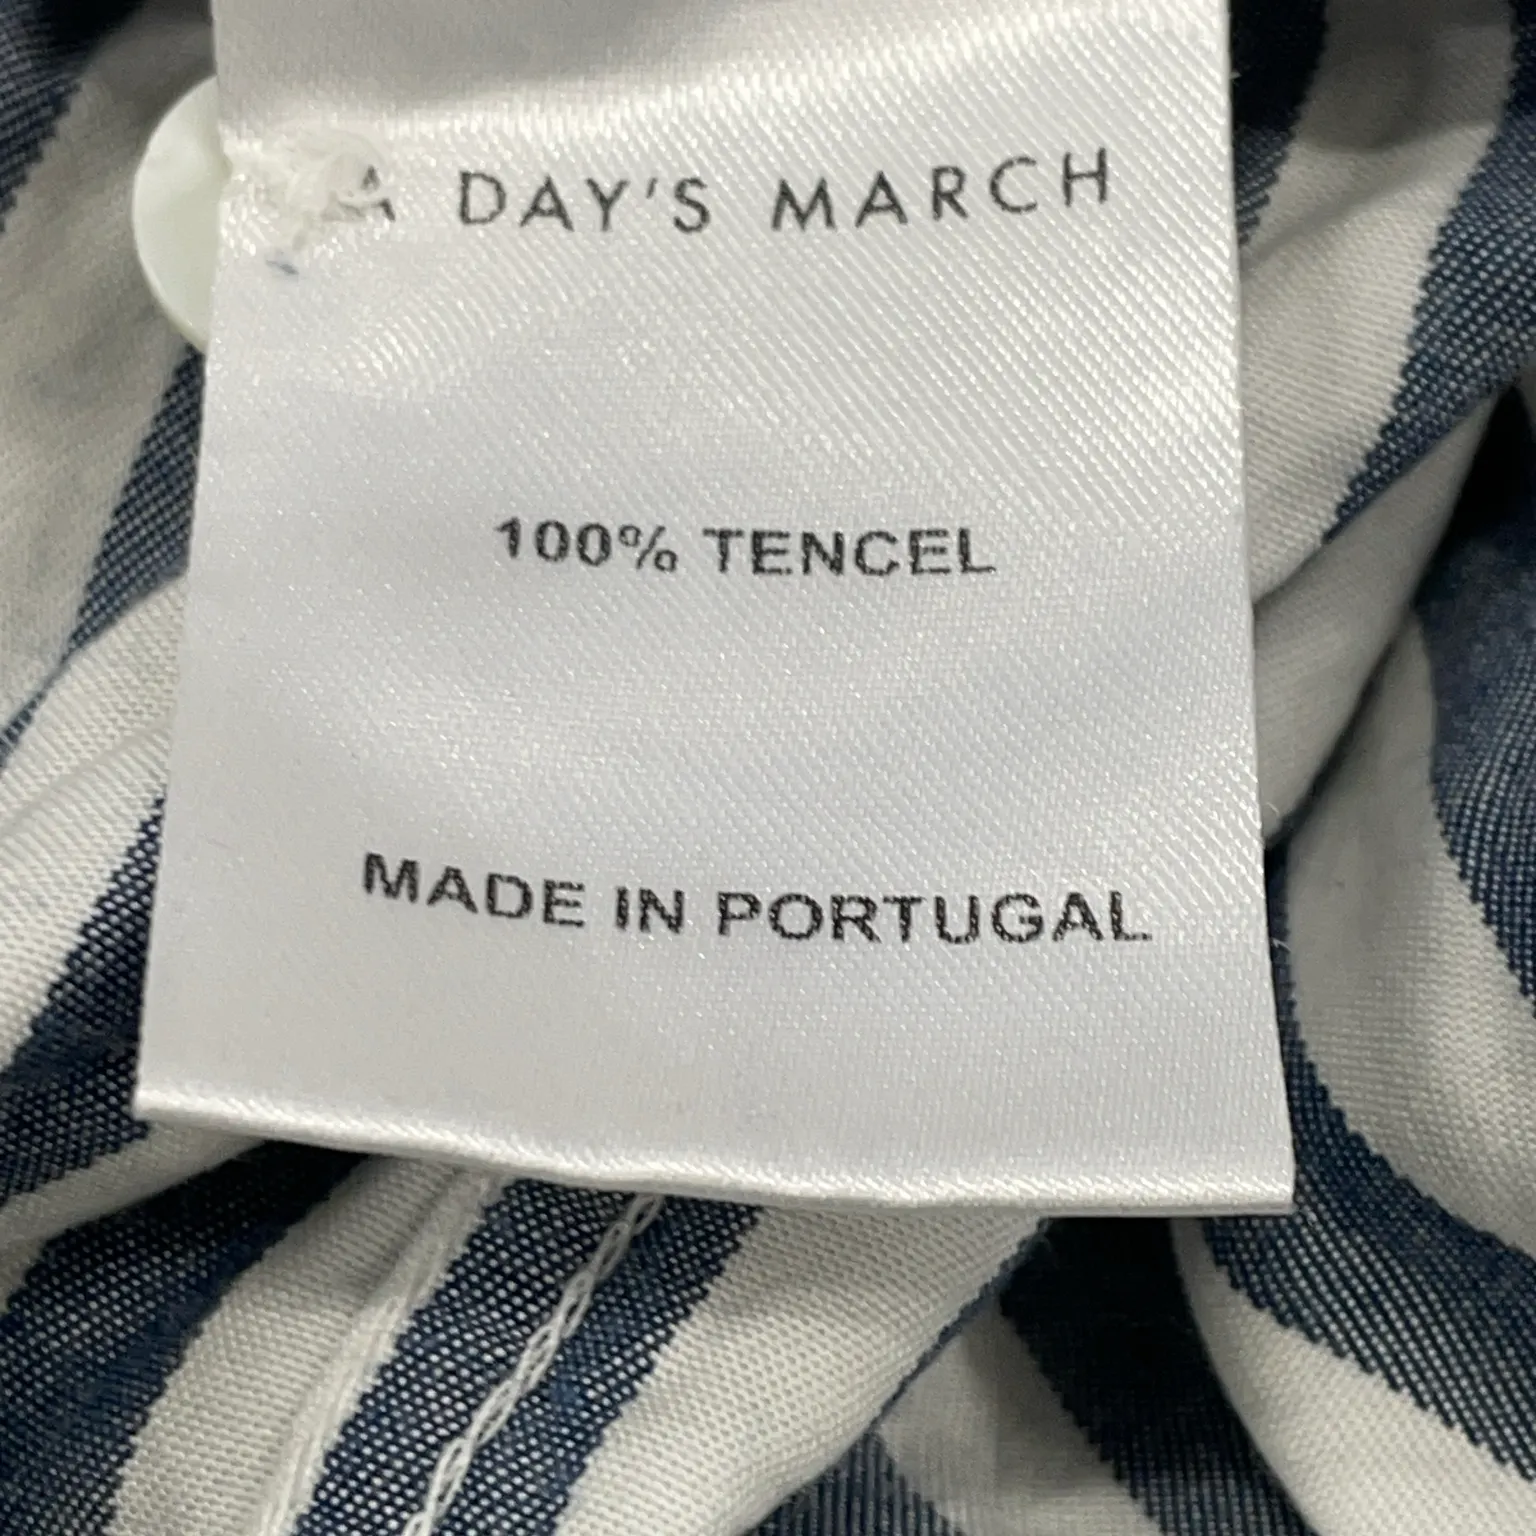 A DAY'S MARCH
100% TENCEL
MADE IN PORTUGAL